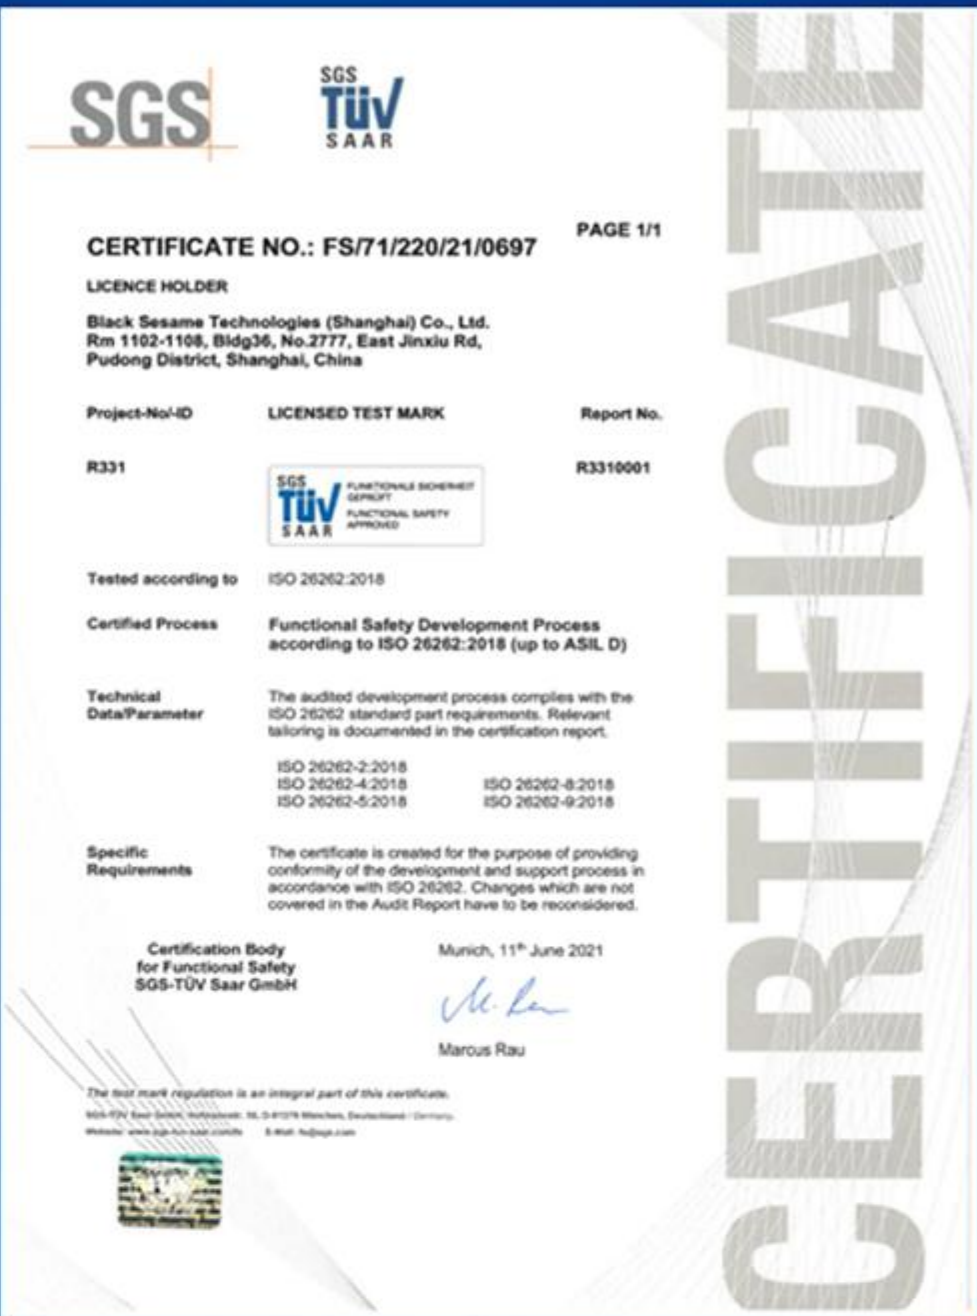 SGS
SGS
TÜV
SAAR
PAGE 1/1
CERTIFICATE NO.: FS/71/220/21/0697
LICENCE HOLDER
Black Sesame Technologies (Shanghai) Co., Ltd.
Rm 1102-1108, Bldg36, No.2777, East Jinxiu Rd,
Pudong District, Shanghai, China
Project-No/-ID LICENSED TEST MARK Report No.
R331 R3310001
SGS
TÜV
SAAR
FUNKTIONALE SICHERHEIT
GEPRÜFT
FUNCTIONAL SAFETY
APPROVED
Tested according to ISO 26262:2018
Certified Process Functional Safety Development Process
according to ISO 26262:2018 (up to ASIL D)
Technical The audited development process complies with the
Data/Parameter ISO 26262 standard part requirements. Relevant
tailoring is documented in the certification report.
ISO 26262-2:2018
ISO 26262-4:2018 ISO 26262-8:2018
ISO 26262-5:2018 ISO 26262-9:2018
Specific The certificate is created for the purpose of providing
Requirements conformity of the development and support process in
accordance with ISO 26262. Changes which are not
covered in the Audit Report have to be reconsidered.
Certification Body Munich, 11th June 2021
for Functional Safety
SGS-TÜV Saar GmbH
M. Rau
Marcus Rau
The test mark regulation is an integral part of this certificate.
SGS-TÜV Saar GmbH, München, Deutschland / Germany
CERTIFICATE